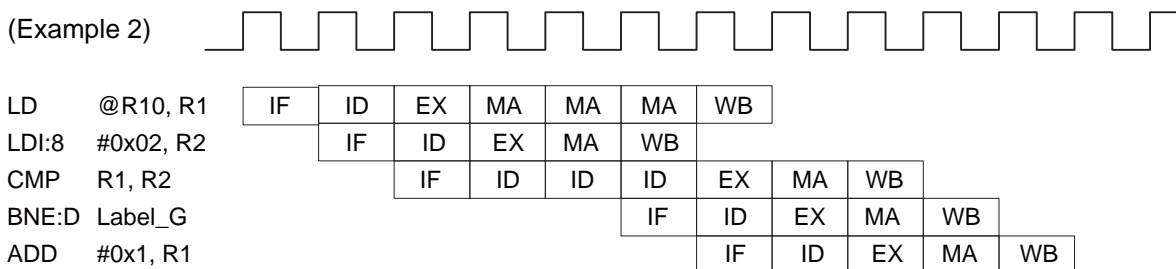 (Example 2)
LD @R10, R1 IF ID EX MA MA MA WB
LDI:8 #0x02, R2 IF ID EX MA WB
CMP R1, R2 IF ID ID ID EX MA WB
BNE:D Label_G IF ID EX MA WB
ADD #0x1, R1 IF ID EX MA WB